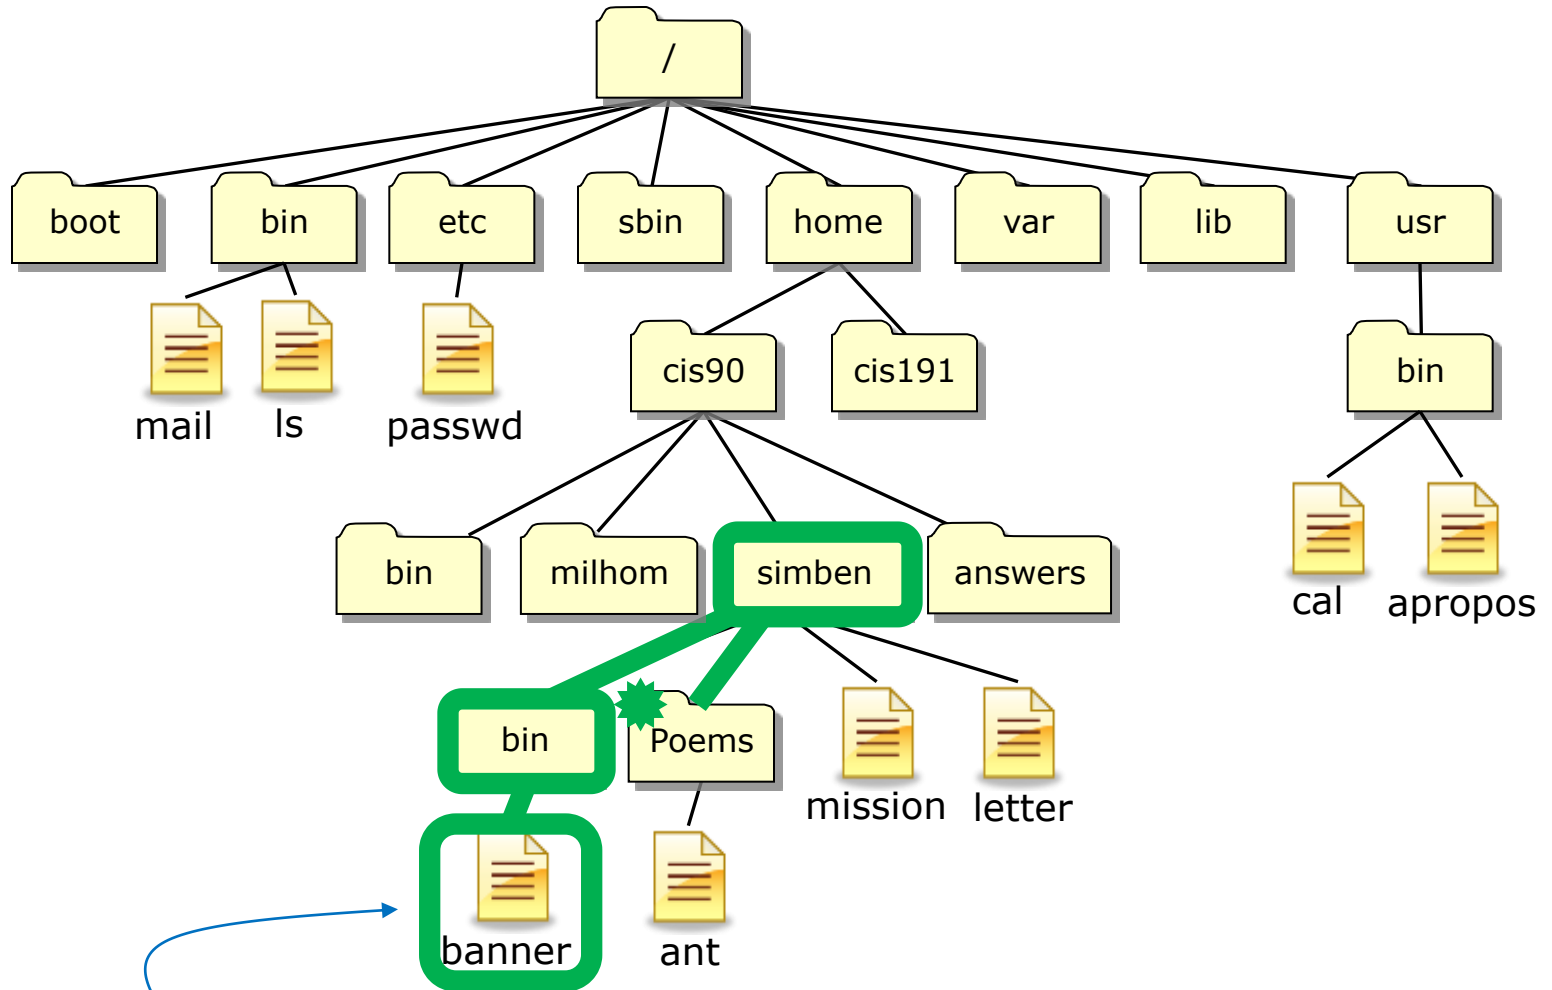 /
boot bin etc sbin home var lib usr
mail ls passwd
cis90 cis191 bin
bin milhom simben answers
cal apropos
bin Poems
mission letter
banner ant